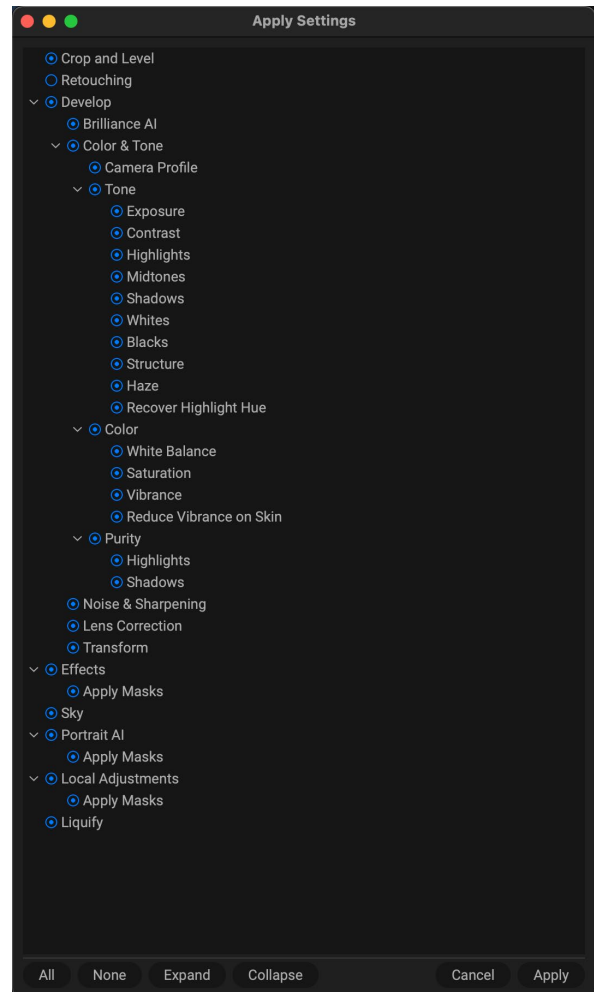 Apply Settings
Crop and Level
Retouching
Develop
Brilliance AI
Color & Tone
Camera Profile
Tone
Exposure
Contrast
Highlights
Midtones
Shadows
Whites
Blacks
Structure
Haze
Recover Highlight Hue
Color
White Balance
Saturation
Vibrance
Reduce Vibrance on Skin
Purity
Highlights
Shadows
Noise & Sharpening
Lens Correction
Transform
Effects
Apply Masks
Sky
Portrait AI
Apply Masks
Local Adjustments
Apply Masks
Liquify
All None Expand Collapse Cancel Apply